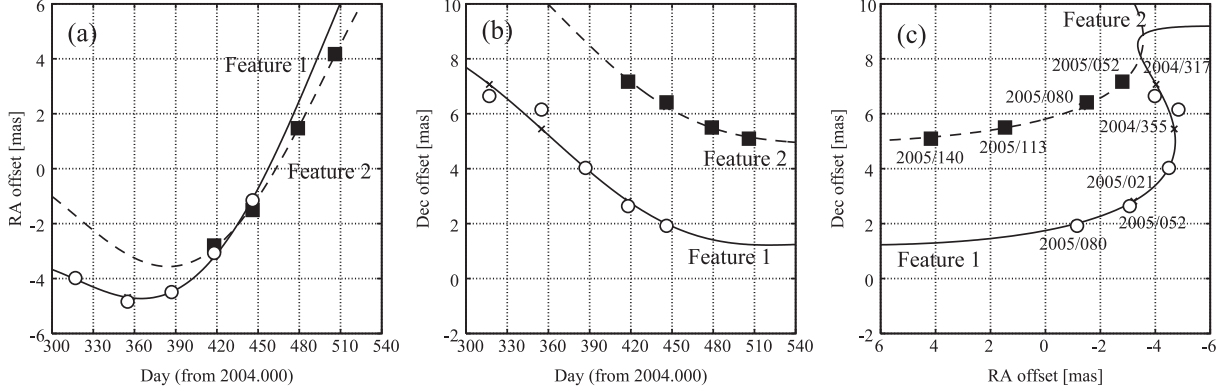 (a)
RA offset [mas]
6
4
2
0
-2
-4
-6
Feature 1
Feature 2
300 330 360 390 420 450 480 510 540
Day (from 2004.000)
(b)
Dec offset [mas]
10
8
6
4
2
0
2
Feature 2
Feature 1
300 330 360 390 420 450 480 510 540
Day (from 2004.000)
(c)
Dec offset [mas]
10
8
6
4
2
0
2
Feature 2
2005/052
2004/317
2005/080
2004/355
2005/140
2005/113
2005/021
2005/052
2005/080
Feature 1
6 4 2 0 -2 -4 -6
RA offset [mas]